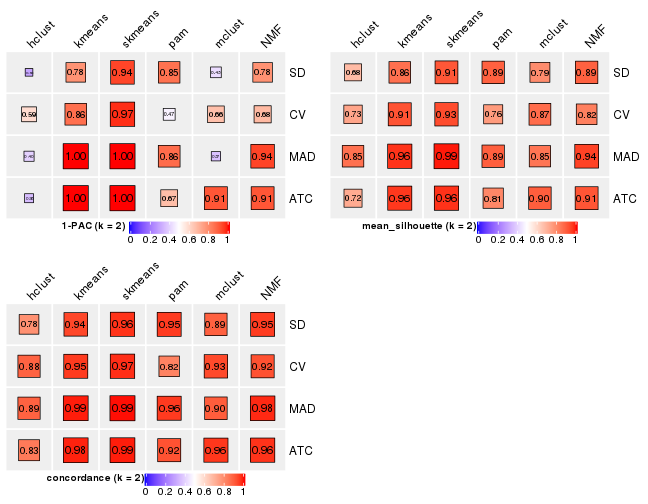 hclust kmeans skmeans pam mclust NMF
0.78 0.94 0.85 0.43 0.78 SD
0.59 0.86 0.97 0.47 0.66 0.68 CV
1.00 1.00 0.86 0.94 MAD
1.00 1.00 0.67 0.91 0.91 ATC
1-PAC (k = 2)
0 0.2 0.4 0.6 0.8 1
hclust kmeans skmeans pam mclust NMF
0.68 0.86 0.91 0.89 0.79 0.89 SD
0.73 0.91 0.93 0.76 0.87 0.82 CV
0.85 0.96 0.99 0.89 0.85 0.94 MAD
0.72 0.96 0.96 0.81 0.90 0.91 ATC
mean_silhouette (k = 2)
0 0.2 0.4 0.6 0.8 1
hclust kmeans skmeans pam mclust NMF
0.78 0.94 0.96 0.95 0.89 0.95 SD
0.88 0.95 0.97 0.82 0.93 0.92 CV
0.89 0.99 0.99 0.96 0.90 0.98 MAD
0.83 0.98 0.99 0.92 0.96 0.96 ATC
concordance (k = 2)
0 0.2 0.4 0.6 0.8 1